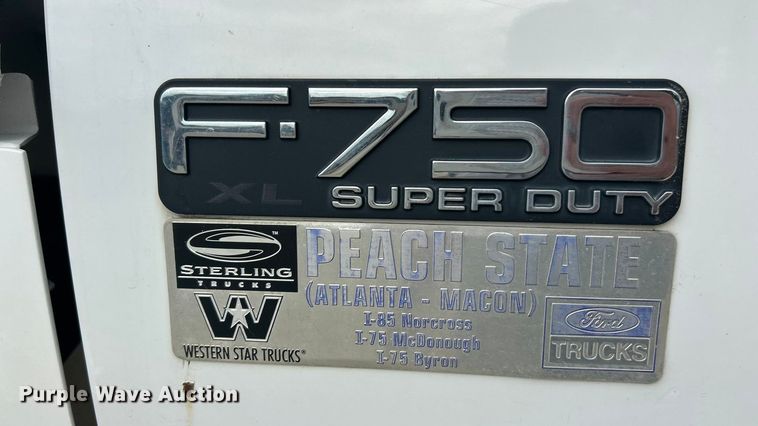 F-750
XL SUPER DUTY
STERLING
TRUCKS
WESTERN STAR TRUCKS®
PEACH STATE
(ATLANTA - MACON)
I-85 Norcross
I-75 McDonough
I-75 Byron
Ford
TRUCKS
Purple Wave Auction